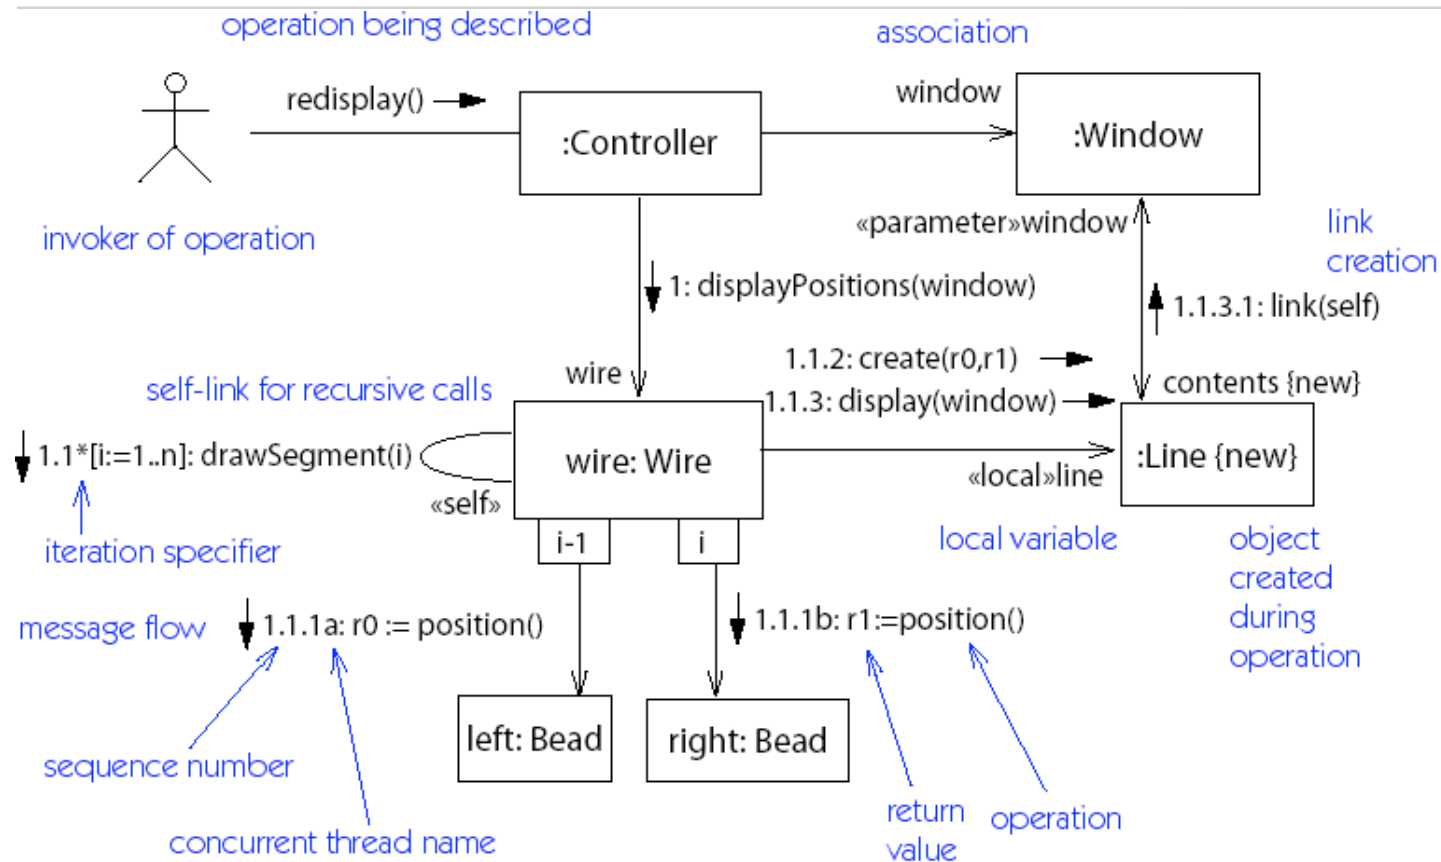 operation being described
association
redisplay()
window
:Controller
:Window
invoker of operation
«parameter»window
link
creation
1: displayPositions(window)
1.1.3.1: link(self)
1.1.2: create(r0,r1)
wire
self-link for recursive calls
contents {new}
1.1.3: display(window)
1.1*[i:=1..n]: drawSegment(i)
wire: Wire
:Line {new}
«local»line
«self»
i-1
i
iteration specifier
local variable
object
created
during
operation
message flow
1.1.1a: r0 := position()
1.1.1b: r1:=position()
left: Bead
right: Bead
sequence number
concurrent thread name
return
value
operation